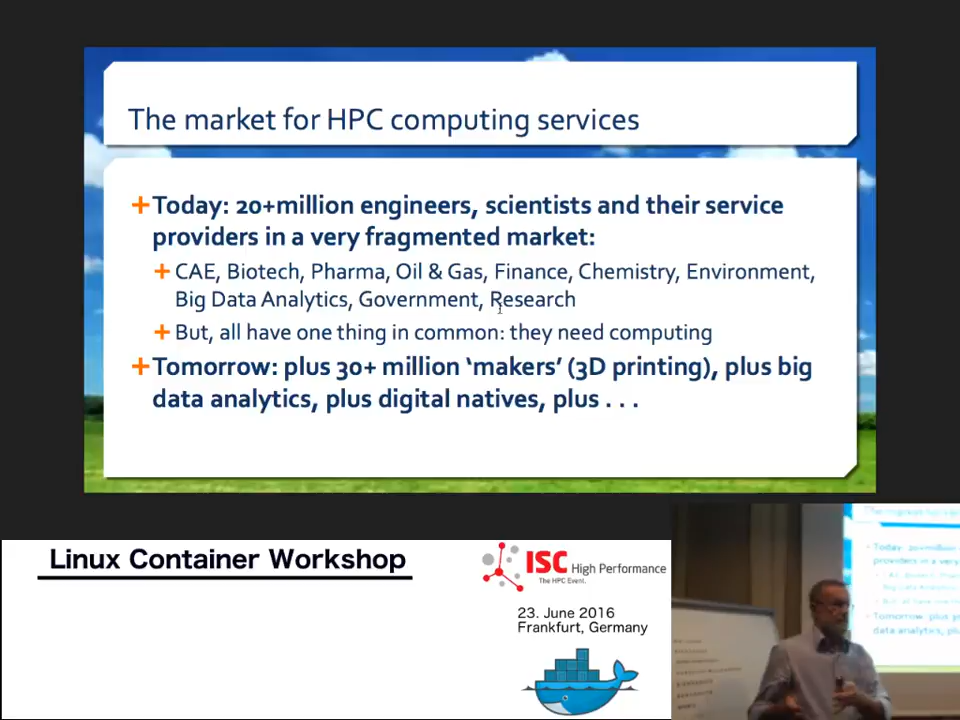 The market for HPC computing services
Today: 20+million engineers, scientists and their service
providers in a very fragmented market:
CAE, Biotech, Pharma, Oil & Gas, Finance, Chemistry, Environment,
Big Data Analytics, Government, Research
But, all have one thing in common: they need computing
Tomorrow: plus 30+ million ‘makers’ (3D printing), plus big
data analytics, plus digital natives, plus . . .
Linux Container Workshop
ISC High Performance
The HPC Event.
23. June 2016
Frankfurt, Germany